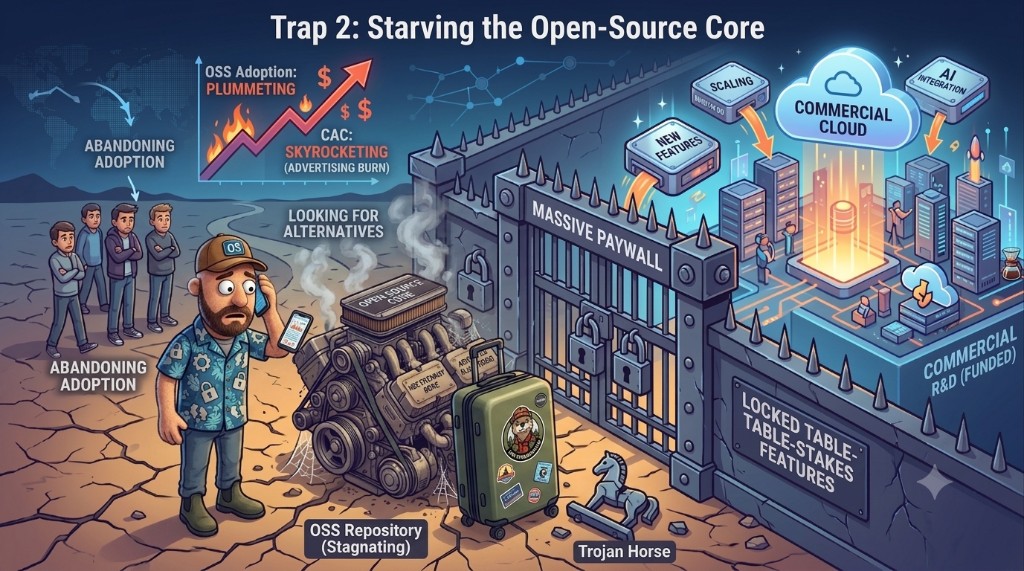 Trap 2: Starving the Open-Source Core
OSS Adoption:
PLUMMETING
$
$ $
CAC:
SKYROCKETING
(ADVERTISING BURN)
ABANDONING
ADOPTION
LOOKING FOR
ALTERNATIVES
SCALING
AI
INTEGRATION
COMMERCIAL
CLOUD
NEW
FEATURES
MASSIVE PAYWALL
OS
OPEN SOURCE
CORE
ABANDONING
ADOPTION
COMMERCIAL
R&D (FUNDED)
LOCKED TABLE-
TABLE-STAKES
FEATURES
OSS Repository
(Stagnating)
Trojan Horse